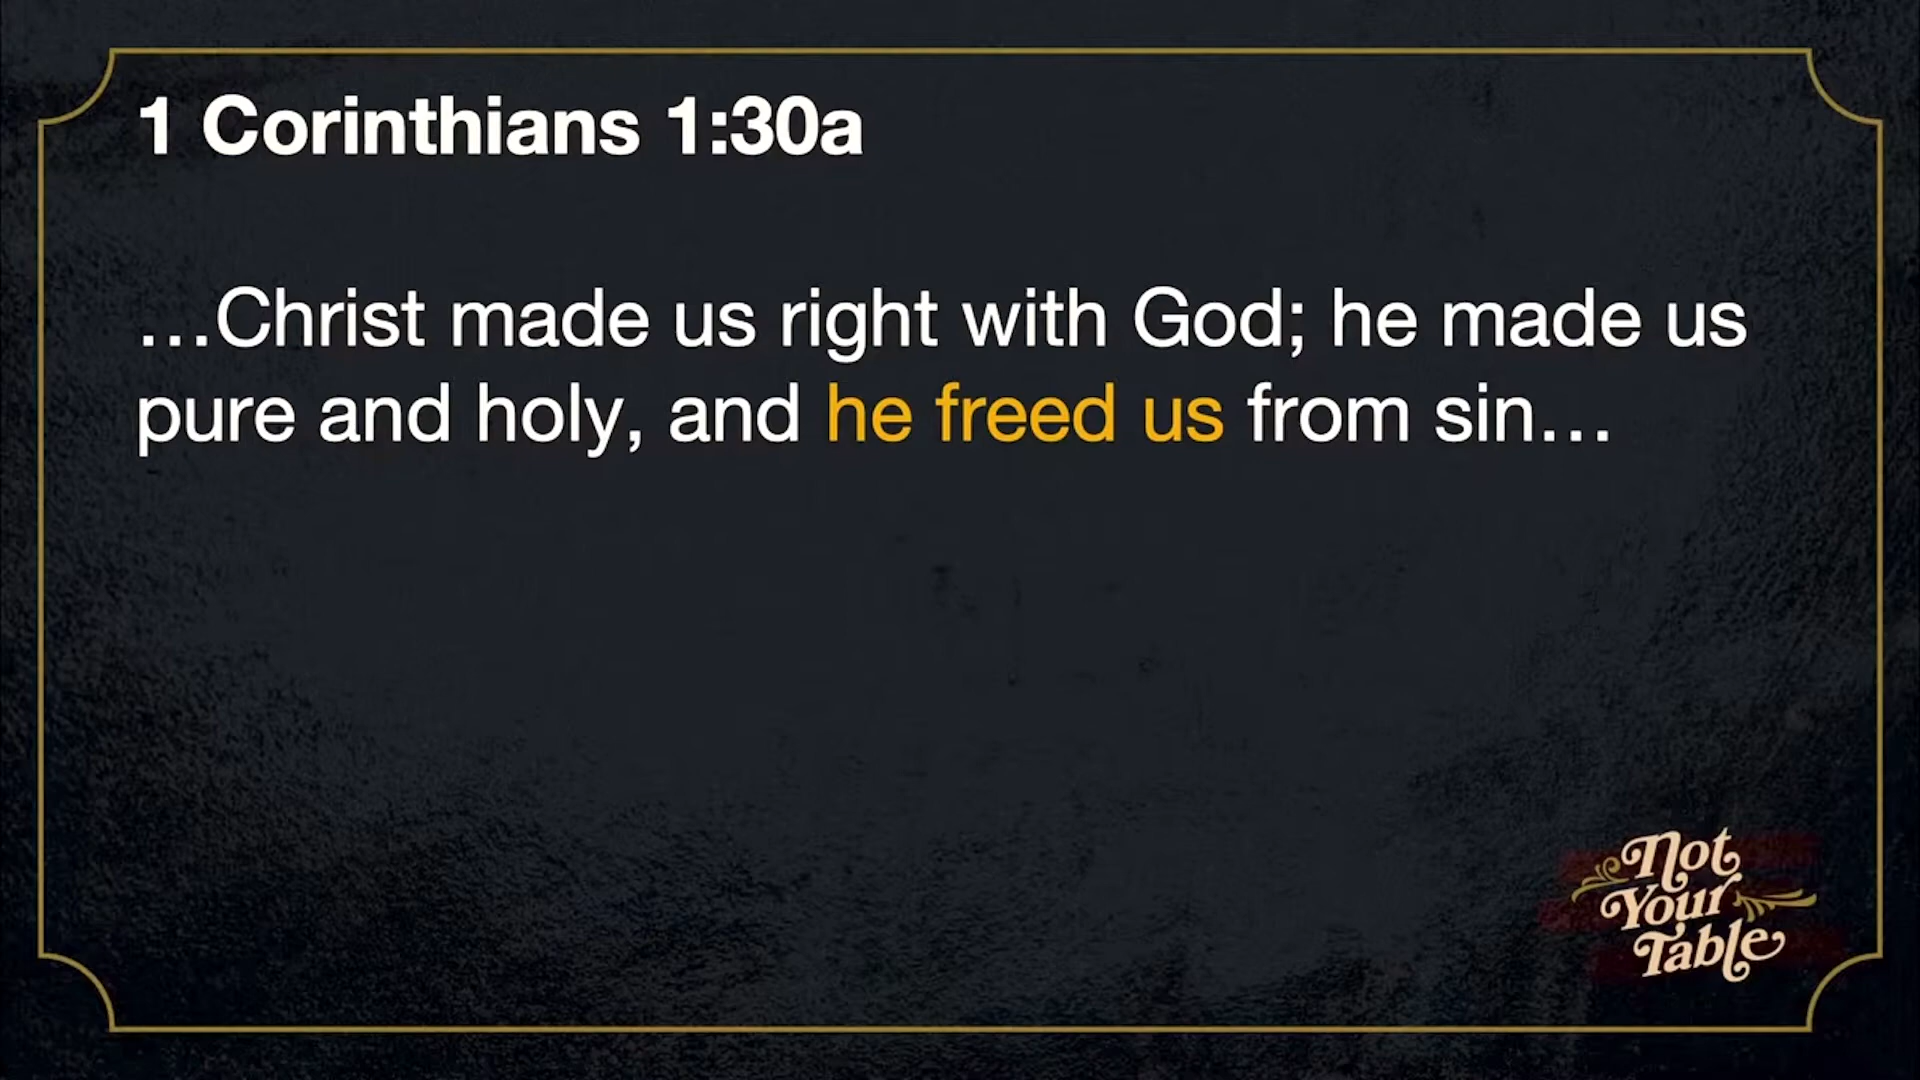 1 Corinthians 1:30a
…Christ made us right with God; he made us
pure and holy, and he freed us from sin…
Not
Your
Table